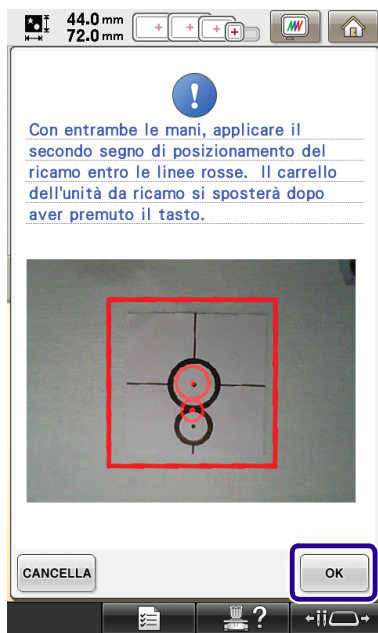 44.0 mm
72.0 mm
Con entrambe le mani, applicare il
secondo segno di posizionamento del
ricamo entro le linee rosse. Il carrello
dell'unità da ricamo si sposterà dopo
aver premuto il tasto.
CANCELLA
OK
?